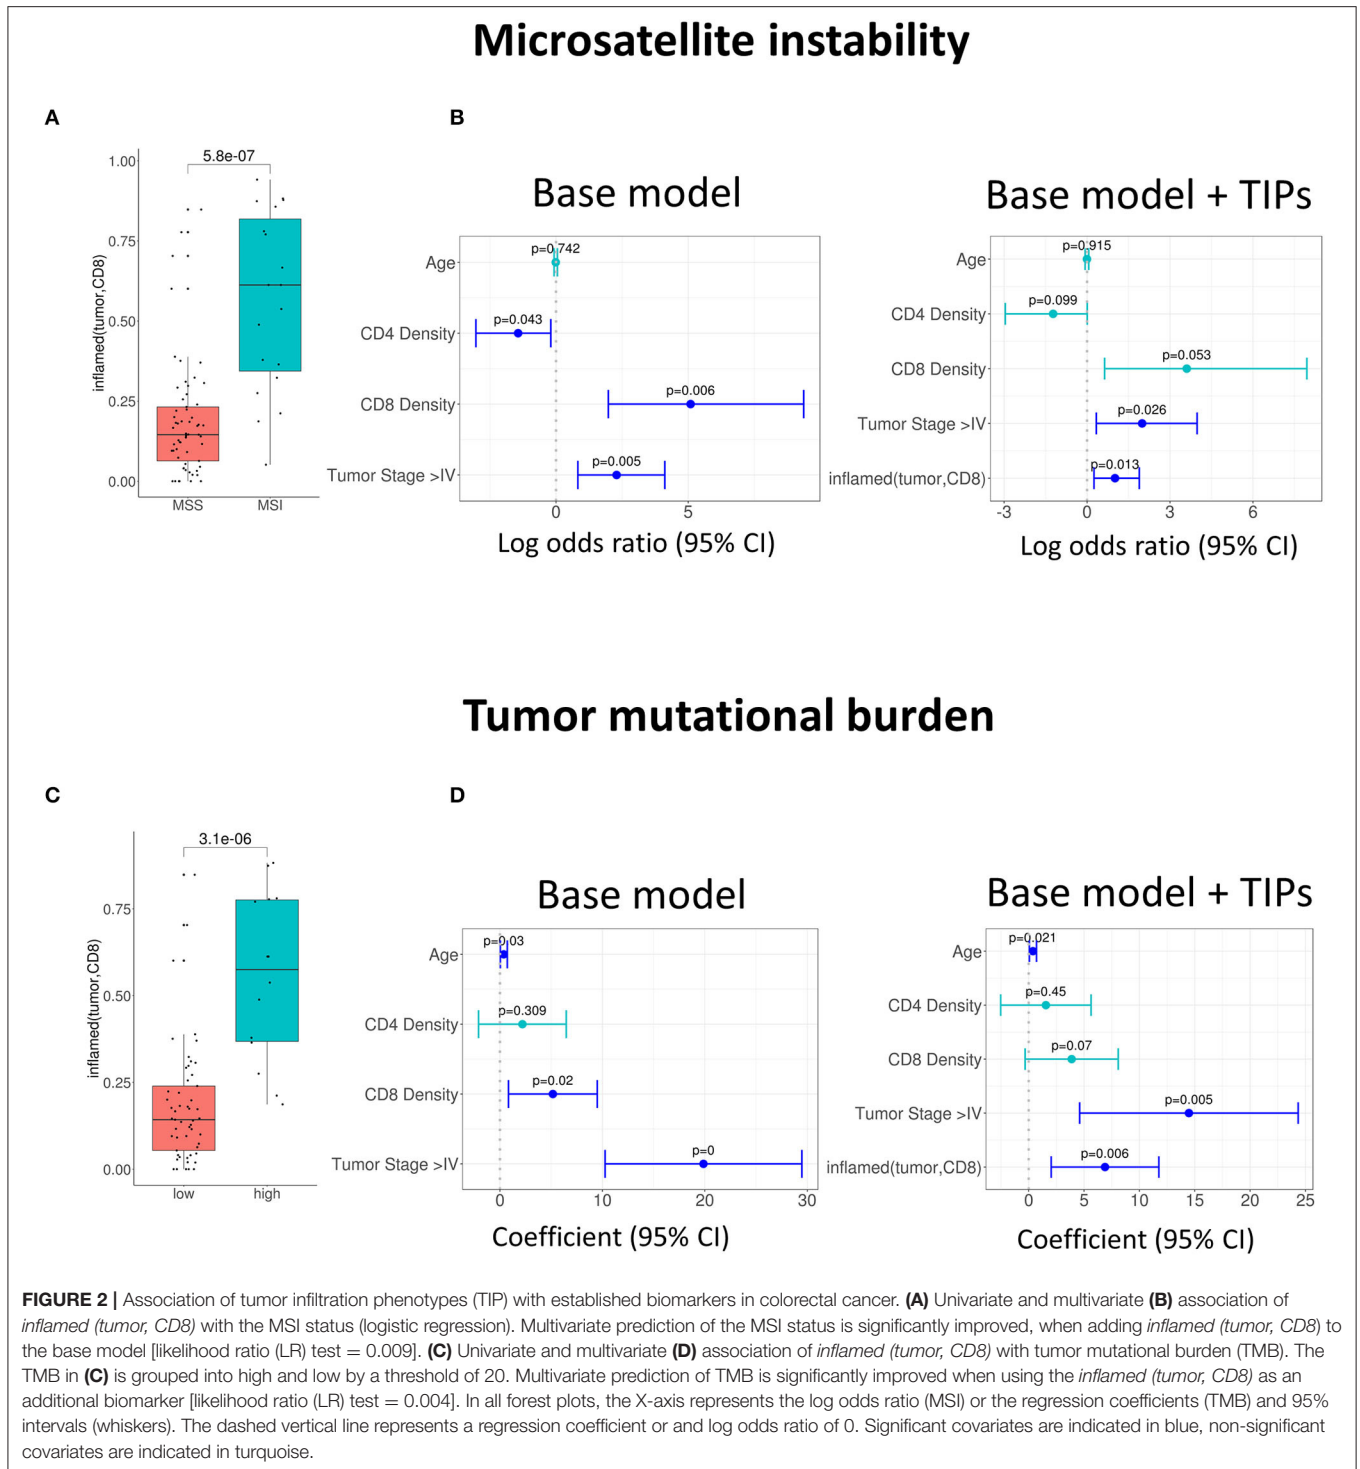 Microsatellite instability
A
B
5.8e-07
1.00
0.75
0.50
0.25
0.00
inflamed(tumor,CD8)
MSS
MSI
Base model
p=0.742
Age
p=0.043
CD4 Density
p=0.006
CD8 Density
p=0.005
Tumor Stage >IV
0
5
Log odds ratio (95% CI)
Base model + TIPs
p=0.915
Age
p=0.099
CD4 Density
p=0.053
CD8 Density
p=0.026
Tumor Stage >IV
p=0.013
inflamed(tumor,CD8)
-3
0
3
6
Log odds ratio (95% CI)
Tumor mutational burden
C
D
3.1e-06
0.75
0.50
0.25
0.00
inflamed(tumor,CD8)
low
high
Base model
p=0.03
Age
p=0.309
CD4 Density
p=0.02
CD8 Density
p=0
Tumor Stage >IV
0
10
20
30
Coefficient (95% CI)
Base model + TIPs
p=0.021
Age
p=0.45
CD4 Density
p=0.07
CD8 Density
p=0.005
Tumor Stage >IV
p=0.006
inflamed(tumor,CD8)
0
5
10
15
20
25
Coefficient (95% CI)
FIGURE 2 | Association of tumor infiltration phenotypes (TIP) with established biomarkers in colorectal cancer. (A) Univariate and multivariate (B) association of
inflamed (tumor, CD8) with the MSI status (logistic regression). Multivariate prediction of the MSI status is significantly improved, when adding inflamed (tumor, CD8) to
the base model [likelihood ratio (LR) test = 0.009]. (C) Univariate and multivariate (D) association of inflamed (tumor, CD8) with tumor mutational burden (TMB). The
TMB in (C) is grouped into high and low by a threshold of 20. Multivariate prediction of TMB is significantly improved when using the inflamed (tumor, CD8) as an
additional biomarker [likelihood ratio (LR) test = 0.004]. In all forest plots, the X-axis represents the log odds ratio (MSI) or the regression coefficients (TMB) and 95%
intervals (whiskers). The dashed vertical line represents a regression coefficient or and log odds ratio of 0. Significant covariates are indicated in blue, non-significant
covariates are indicated in turquoise.